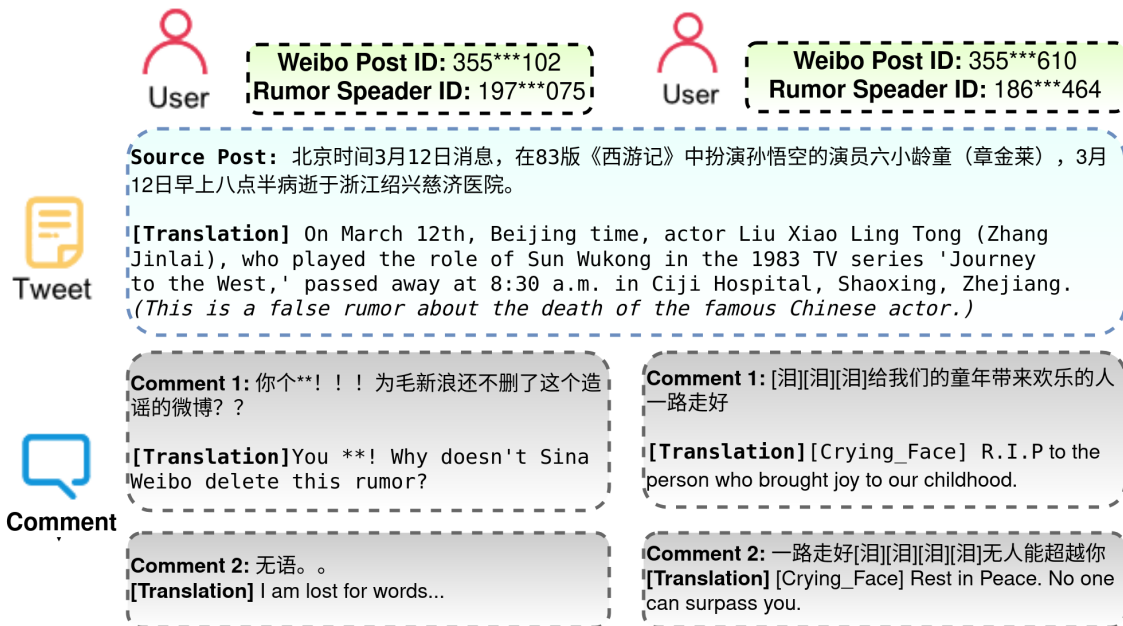 User
Weibo Post ID: 355***102
Rumor Speader ID: 197***075
User
Weibo Post ID: 355***610
Rumor Speader ID: 186***464
Tweet
Source Post: 北京时间3月12日消息，在83版《西游记》中扮演孙悟空的演员六小龄童（章金莱），3月
12日早上八点半病逝于浙江绍兴慈济医院。
[Translation] On March 12th, Beijing time, actor Liu Xiao Ling Tong (Zhang
Jinlai), who played the role of Sun Wukong in the 1983 TV series 'Journey
to the West,' passed away at 8:30 a.m. in Ciji Hospital, Shaoxing, Zhejiang.
(This is a false rumor about the death of the famous Chinese actor.)
Comment
Comment 1: 你个**！！！为毛新浪还不删了这个造
谣的微博？？
[Translation]You **! Why doesn't Sina
Weibo delete this rumor?
Comment 1: [泪][泪][泪]给我们的童年带来欢乐的人
一路走好
[Translation][Crying_Face] R.I.P to the
person who brought joy to our childhood.
Comment 2: 无语。。
[Translation] I am lost for words...
Comment 2: 一路走好[泪][泪][泪][泪]无人能超越你
[Translation] [Crying_Face] Rest in Peace. No one
can surpass you.